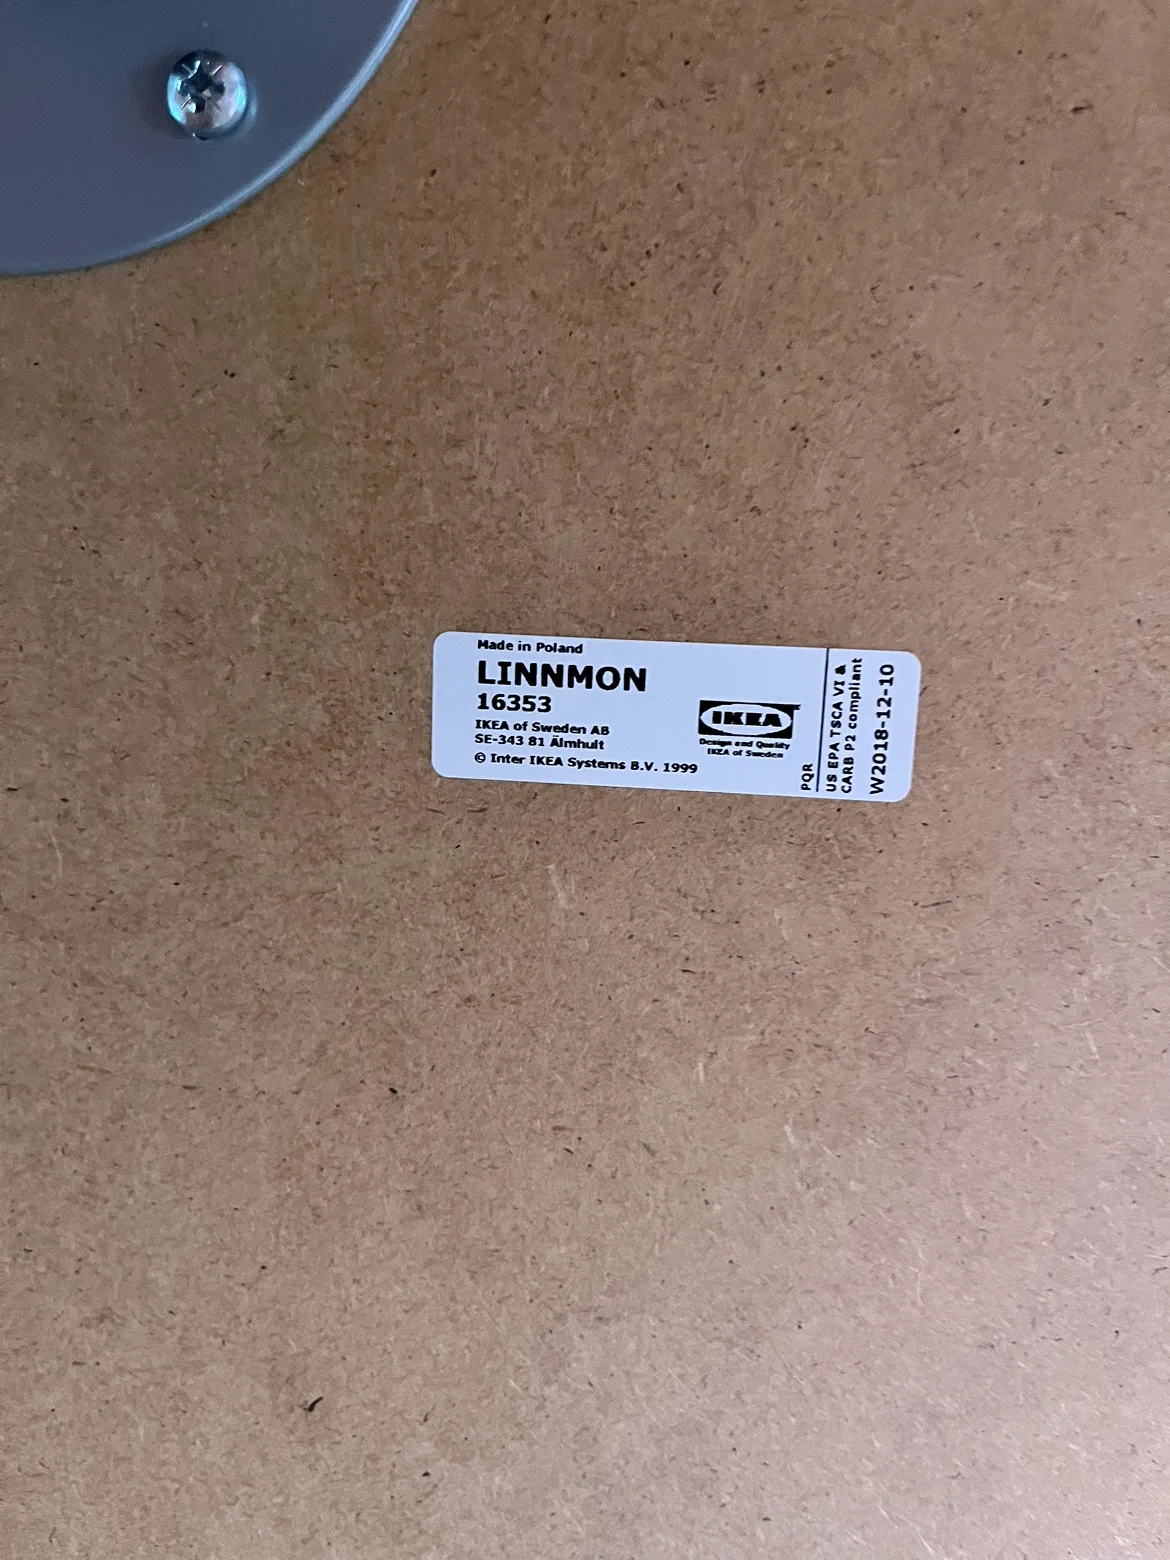 Made in Poland
LINNMON
16353
IKEA of Sweden AB
SE-343 81 Älmhult
© Inter IKEA Systems B.V. 1999
IKEA
Design and Quality
IKEA of Sweden
PQR
US EPA TSCA VI &
CARB P2 compliant
W2018-12-10